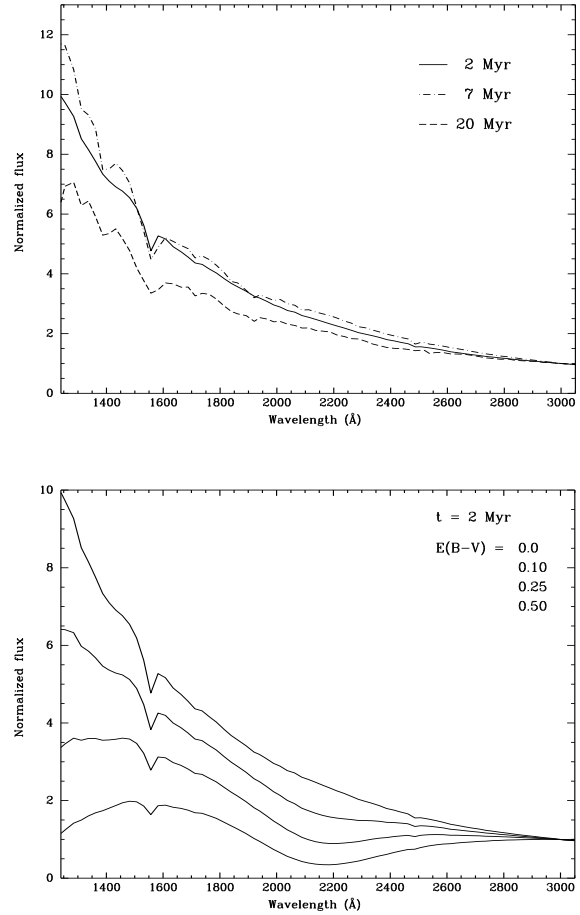 12
10
8
6
4
2
0
Normalized flux
2 Myr
7 Myr
20 Myr
1400 1600 1800 2000 2200 2400 2600 2800 3000
Wavelength (Å)
10
8
6
4
2
0
Normalized flux
t = 2 Myr
E(B−V) = 0.0
0.10
0.25
0.50
1400 1600 1800 2000 2200 2400 2600 2800 3000
Wavelength (Å)